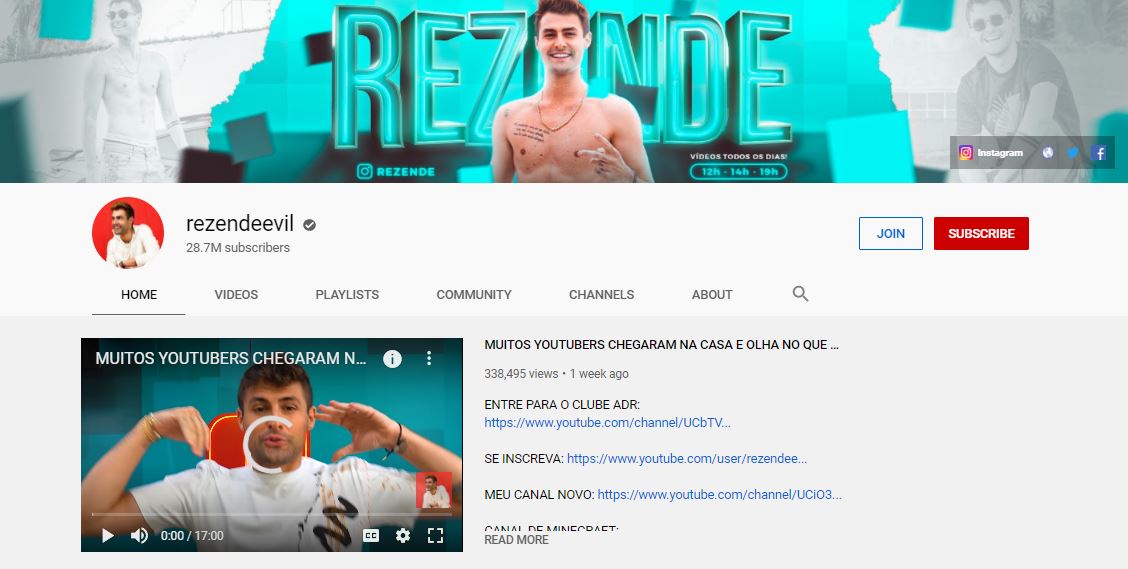 REZENDE
REZENDE
VÍDEOS TODOS OS DIAS!
12h - 14h - 19h
Instagram
rezendeevil
28.7M subscribers
JOIN
SUBSCRIBE
HOME
VIDEOS
PLAYLISTS
COMMUNITY
CHANNELS
ABOUT
MUITOS YOUTUBERS CHEGARAM N...
0:00 / 17:00
MUITOS YOUTUBERS CHEGARAM NA CASA E OLHA NO QUE ...
338,495 views • 1 week ago
ENTRE PARA O CLUBE ADR:
https://www.youtube.com/channel/UCbTV...
SE INSCREVA: https://www.youtube.com/user/rezendee...
MEU CANAL NOVO: https://www.youtube.com/channel/UCiO3...
CANAL DE MINECRAFT:
READ MORE